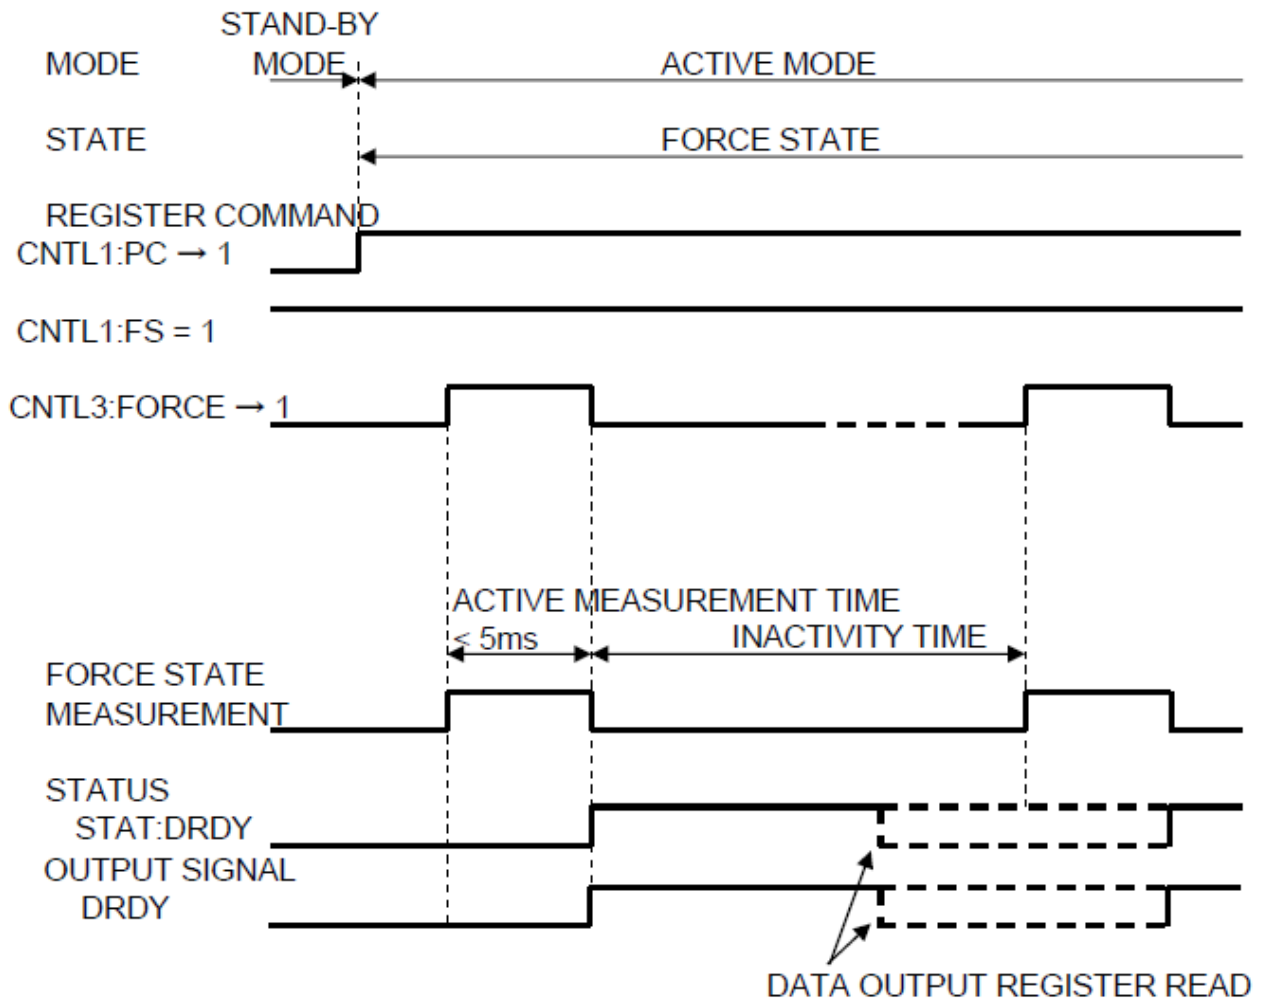 STAND-BY
MODE MODE ACTIVE MODE
STATE FORCE STATE
REGISTER COMMAND
CNTL1:PC → 1
CNTL1:FS = 1
CNTL3:FORCE → 1
ACTIVE MEASUREMENT TIME
< 5ms INACTIVITY TIME
FORCE STATE
MEASUREMENT
STATUS
STAT:DRDY
OUTPUT SIGNAL
DRDY
DATA OUTPUT REGISTER READ